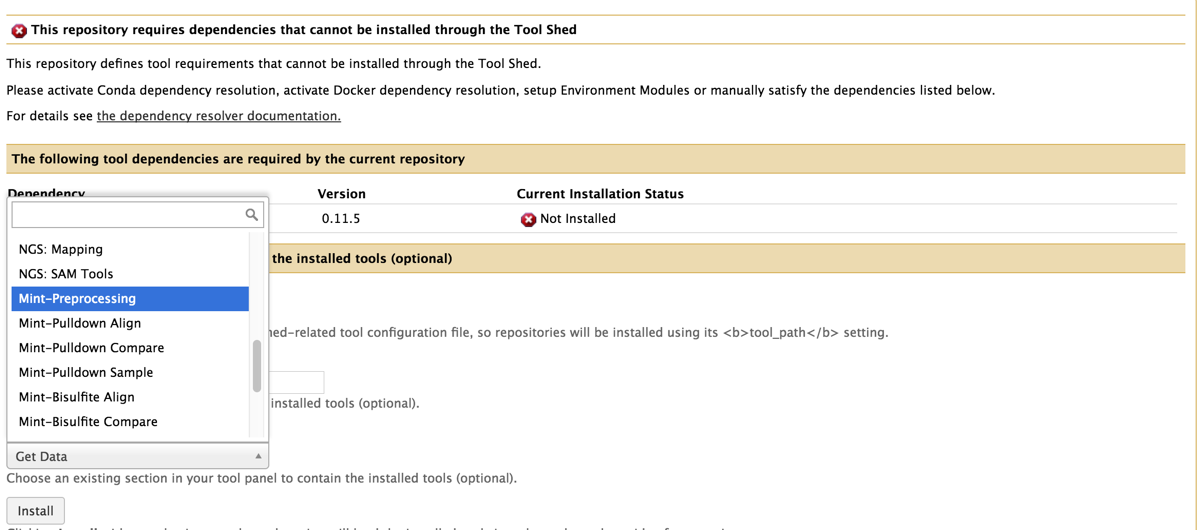 This repository requires dependencies that cannot be installed through the Tool Shed
This repository defines tool requirements that cannot be installed through the Tool Shed.
Please activate Conda dependency resolution, activate Docker dependency resolution, setup Environment Modules or manually satisfy the dependencies listed below.
For details see the dependency resolver documentation.
The following tool dependencies are required by the current repository
Dependency Version Current Installation Status
0.11.5 Not Installed
NGS: Mapping
the installed tools (optional)
NGS: SAM Tools
Mint-Preprocessing
Mint-Pulldown Align
-related tool configuration file, so repositories will be installed using its <b>tool_path</b> setting.
Mint-Pulldown Compare
Mint-Pulldown Sample
Mint-Bisulfite Align
installed tools (optional).
Mint-Bisulfite Compare
Get Data
Choose an existing section in your tool panel to contain the installed tools (optional).
Install